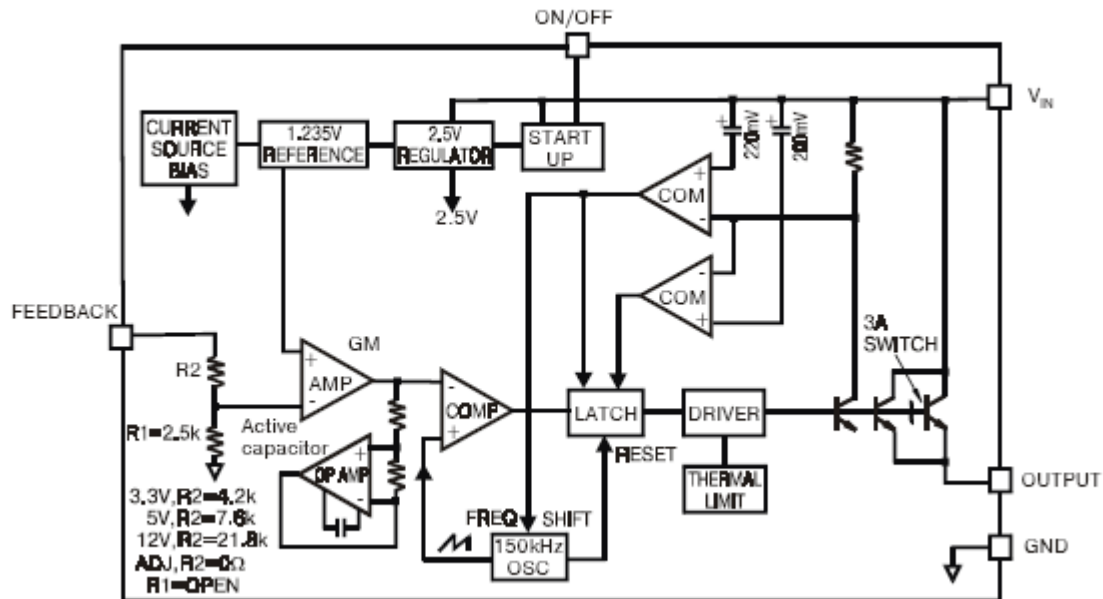 ON/OFF
VIN
CURR
SOURCE
BIAS
1.235V
REFERENCE
2.5V
REGULATOR
START
UP
220mV
260mV
2.5V
+
COM
-
-
COM
+
FEEDBACK
R2
R1=2.5k
+
AMP
-
GM
Active
capacitor
+
OP AMP
-
-
COMP
+
LATCH
RESET
DRIVER
THERMAL
LIMIT
3A
SWITCH
FREQ SHIFT
150kHz
OSC
OUTPUT
GND
3.3V,R2=4.2k
5V,R2=7.6k
12V,R2=21.8k
ADJ,R2=0Ω
R1=OPEN